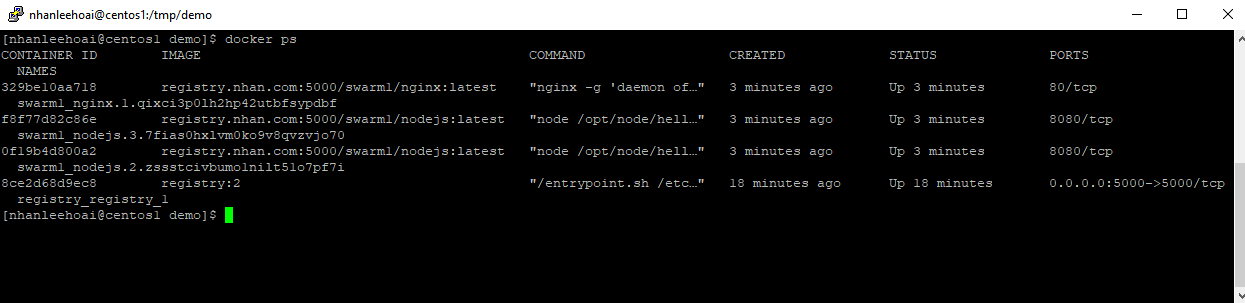 nhanleehoai@centos1:/tmp/demo
[nhanleehoai@centos1 demo]$ docker ps
CONTAINER ID        IMAGE                                         COMMAND                  CREATED             STATUS              PORTS
  NAMES
329be10aa718        registry.nhan.com:5000/swarm1/nginx:latest    "nginx -g 'daemon of…"   3 minutes ago       Up 3 minutes        80/tcp
  swarm1_nginx.1.qixci3p0lh2hp42utbfsypdbf
f8f77d82c86e        registry.nhan.com:5000/swarm1/nodejs:latest   "node /opt/node/hell…"   3 minutes ago       Up 3 minutes        8080/tcp
  swarm1_nodejs.3.7fias0hxlvm0ko9v8qvzvjo70
0f19b4d800a2        registry.nhan.com:5000/swarm1/nodejs:latest   "node /opt/node/hell…"   3 minutes ago       Up 3 minutes        8080/tcp
  swarm1_nodejs.2.zssstcivbumolnilt5lo7pf7i
8ce2d68d9ec8        registry:2                                    "/entrypoint.sh /etc…"   18 minutes ago      Up 18 minutes       0.0.0.0:5000->5000/tcp
  registry_registry_1
[nhanleehoai@centos1 demo]$